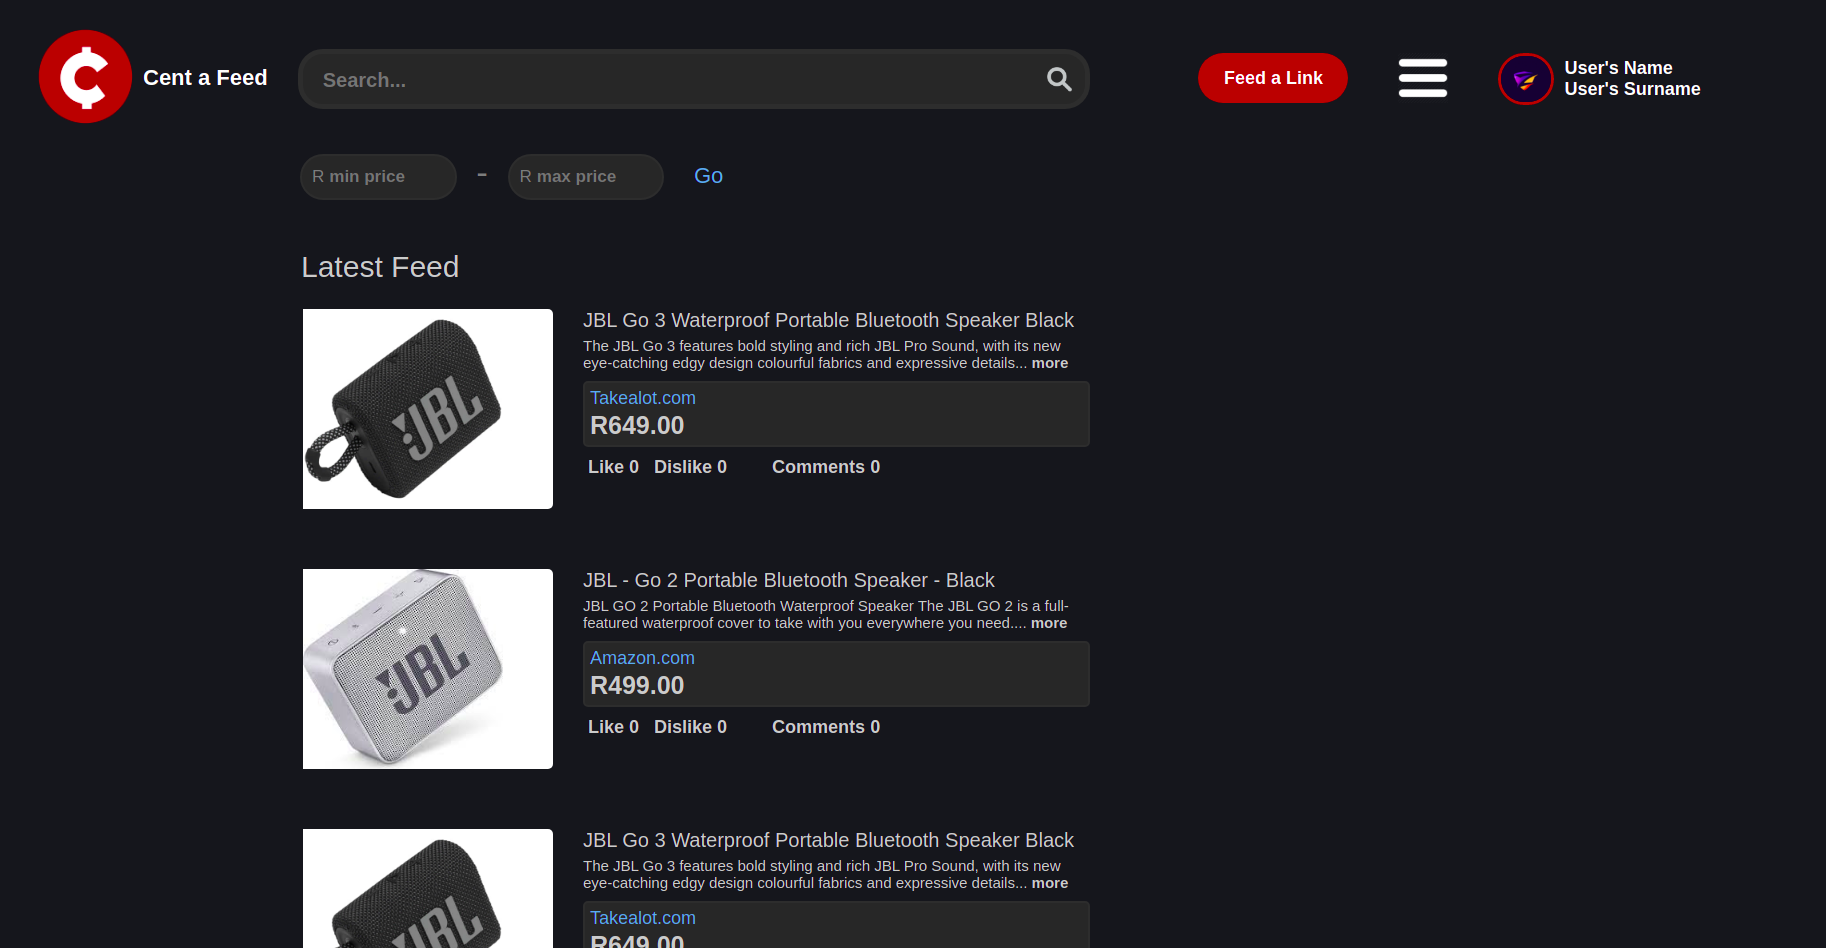 Cent a Feed
Search...
Feed a Link
User's Name
User's Surname
R min price
-
R max price
Go
Latest Feed
JBL
JBL Go 3 Waterproof Portable Bluetooth Speaker Black
The JBL Go 3 features bold styling and rich JBL Pro Sound, with its new
eye-catching edgy design colourful fabrics and expressive details... more
Takealot.com
R649.00
Like 0 Dislike 0 Comments 0
JBL
JBL - Go 2 Portable Bluetooth Speaker - Black
JBL GO 2 Portable Bluetooth Waterproof Speaker The JBL GO 2 is a full-
featured waterproof cover to take with you everywhere you need.... more
Amazon.com
R499.00
Like 0 Dislike 0 Comments 0
JBL
JBL Go 3 Waterproof Portable Bluetooth Speaker Black
The JBL Go 3 features bold styling and rich JBL Pro Sound, with its new
eye-catching edgy design colourful fabrics and expressive details... more
Takealot.com
R649.00